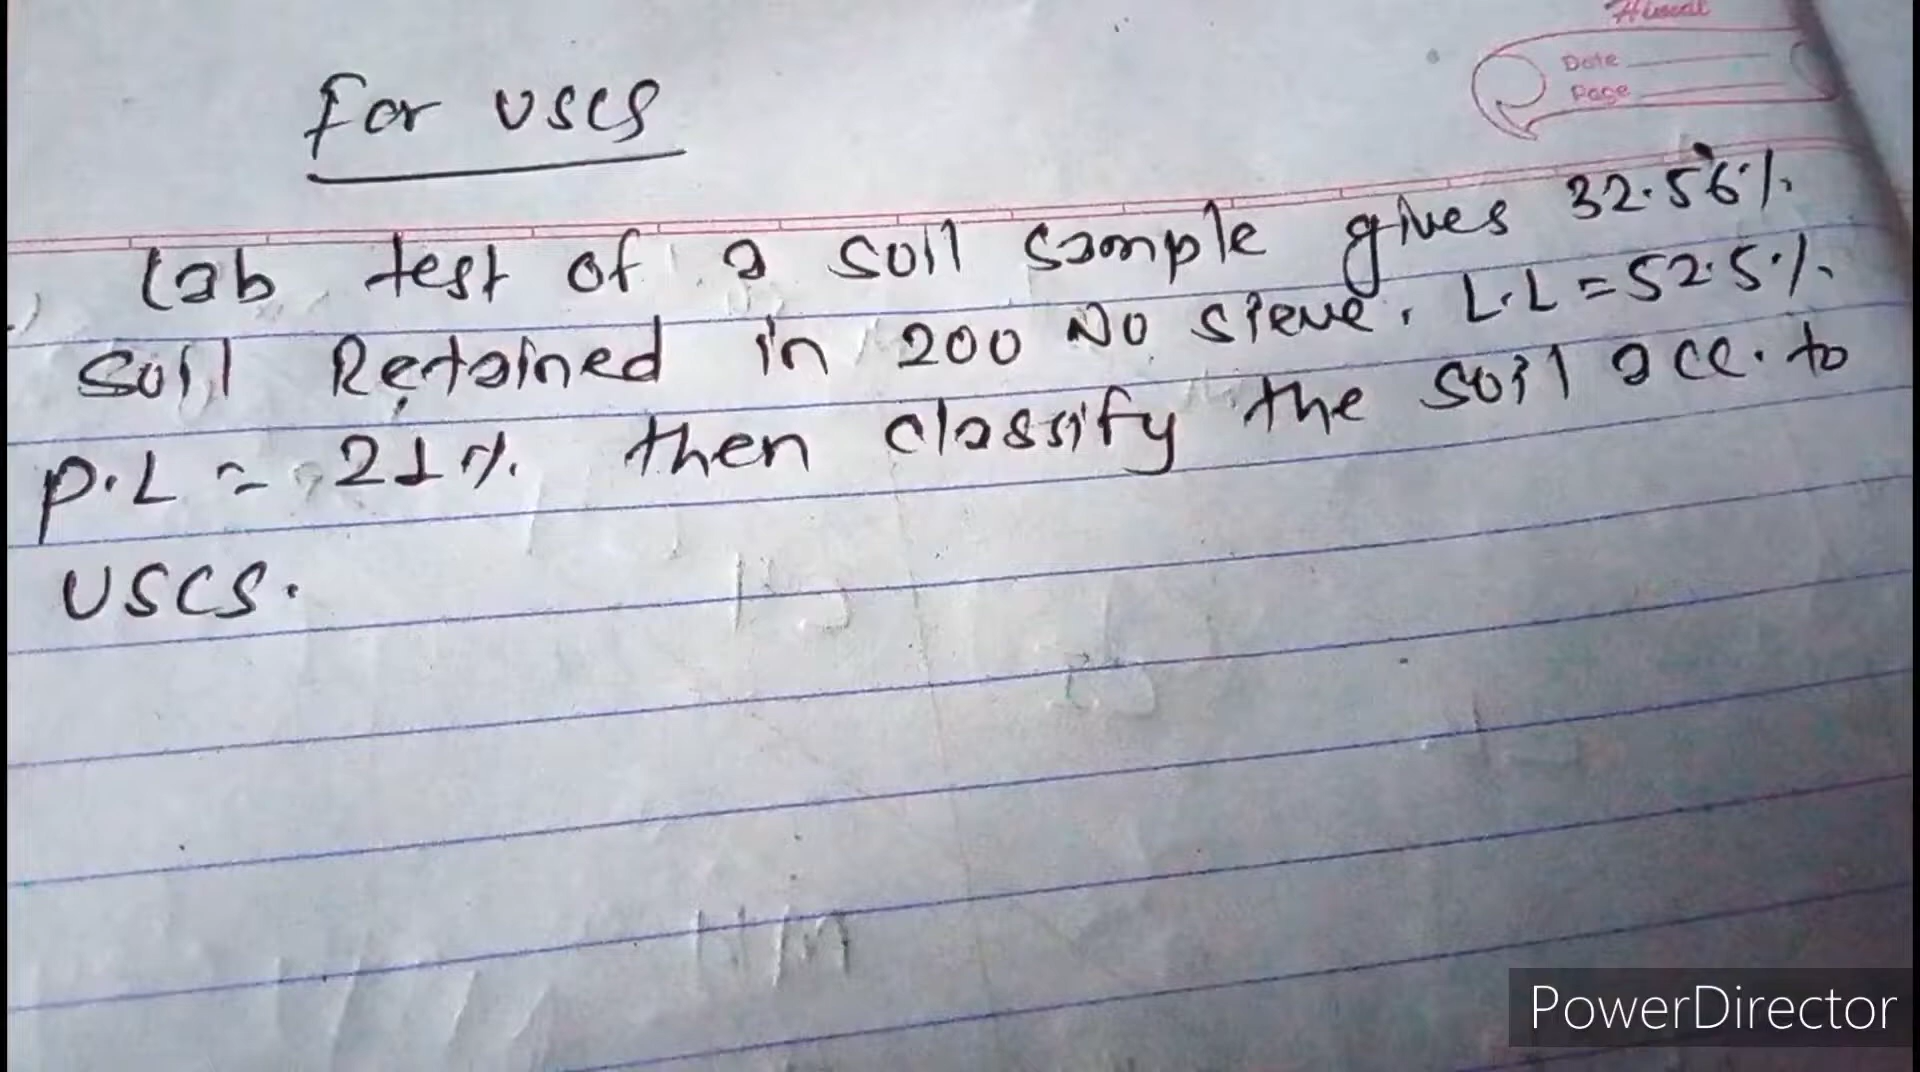 Himal
Date
Page
For USCS
Lab test of a soil sample gives 32.56%
soil Retained in 200 No sieve. L.L = 52.5%
P.L = 21% then classify the soil acc. to
USCS.
PowerDirector